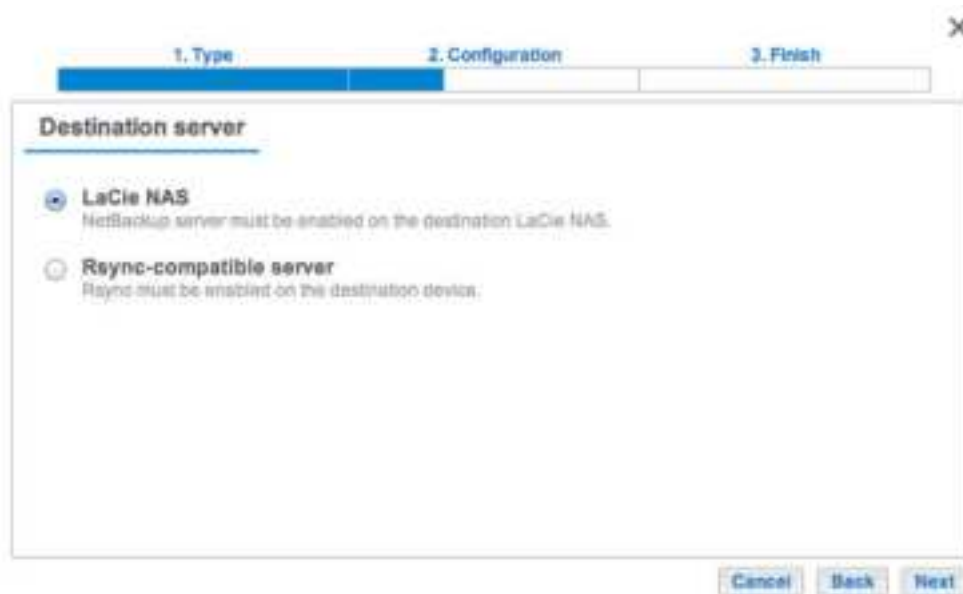 1. Type 2. Configuration 3. Finish
Destination server
LaCie NAS
NetBackup server must be enabled on the destination LaCie NAS.
Rsync-compatible server
Rsync must be enabled on the destination device.
Cancel Back Next